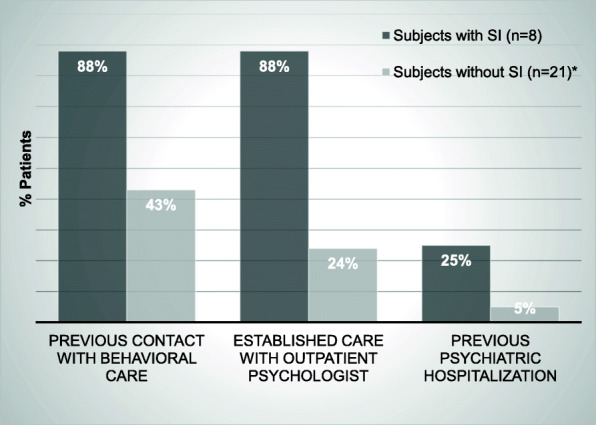 Subjects with SI (n=8)
Subjects without SI (n=21)*
% Patients
88%
43%
88%
24%
25%
5%
PREVIOUS CONTACT
WITH BEHAVIORAL
CARE
ESTABLISHED CARE
WITH OUTPATIENT
PSYCHOLOGIST
PREVIOUS
PSYCHIATRIC
HOSPITALIZATION